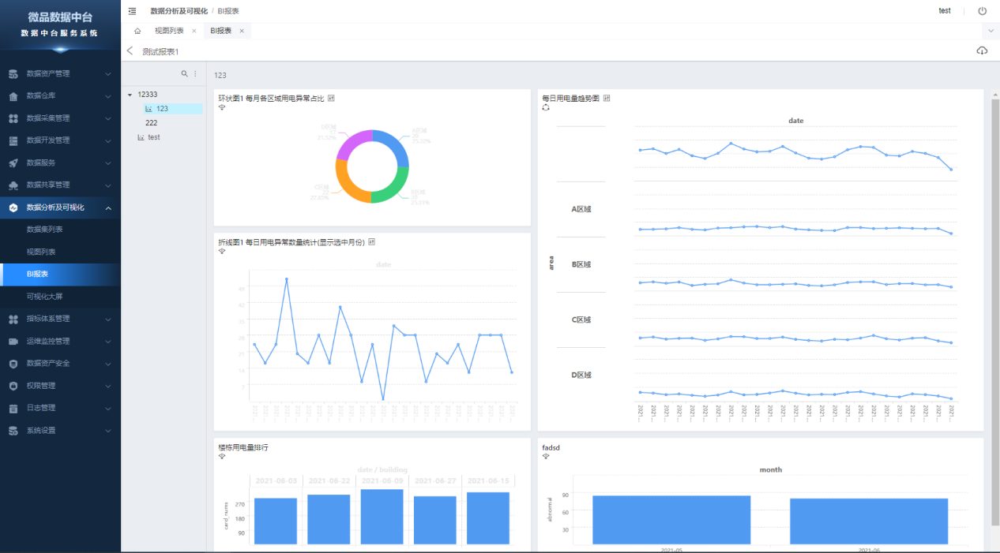 微品数据中台
数据中台服务系统
数据资产管理
数据仓库
数据采集管理
数据开发管理
数据服务
数据共享管理
数据分析及可视化
数据集列表
视图列表
BI报表
可视化大屏
指标体系管理
运维监控管理
数据资产安全
权限管理
日志管理
系统设置
数据分析及可视化 / BI报表
test
视图列表 ×
BI报表 ×
测试报表1
12333
123
222
test
123
环状图1 每月各区域用电异常占比
D区域
17
21.52%
A区域
20
25.32%
C区域
22
27.85%
B区域
20
25.31%
折线图1 每日用电异常数量统计(显示选中月份)
date
49
42
35
28
21
14
7
每日用电量趋势图
date
area
A区域
B区域
C区域
D区域
2021-... 2021-... 2021-... 2021-... 2021-... 2021-... 2021-... 2021-... 2021-... 2021-... 2021-... 2021-... 2021-... 2021-... 2021-... 2021-... 2021-... 2021-... 2021-... 2021-... 2021-... 2021-... 2021-... 2021-... 2021-...
楼栋用电量排行
date / building
2021-06-03 2021-06-22 2021-06-09 2021-06-27 2021-06-15
card_nums
270
180
90
fadsd
month
abnormal
90
60
30
2021-05 2021-06